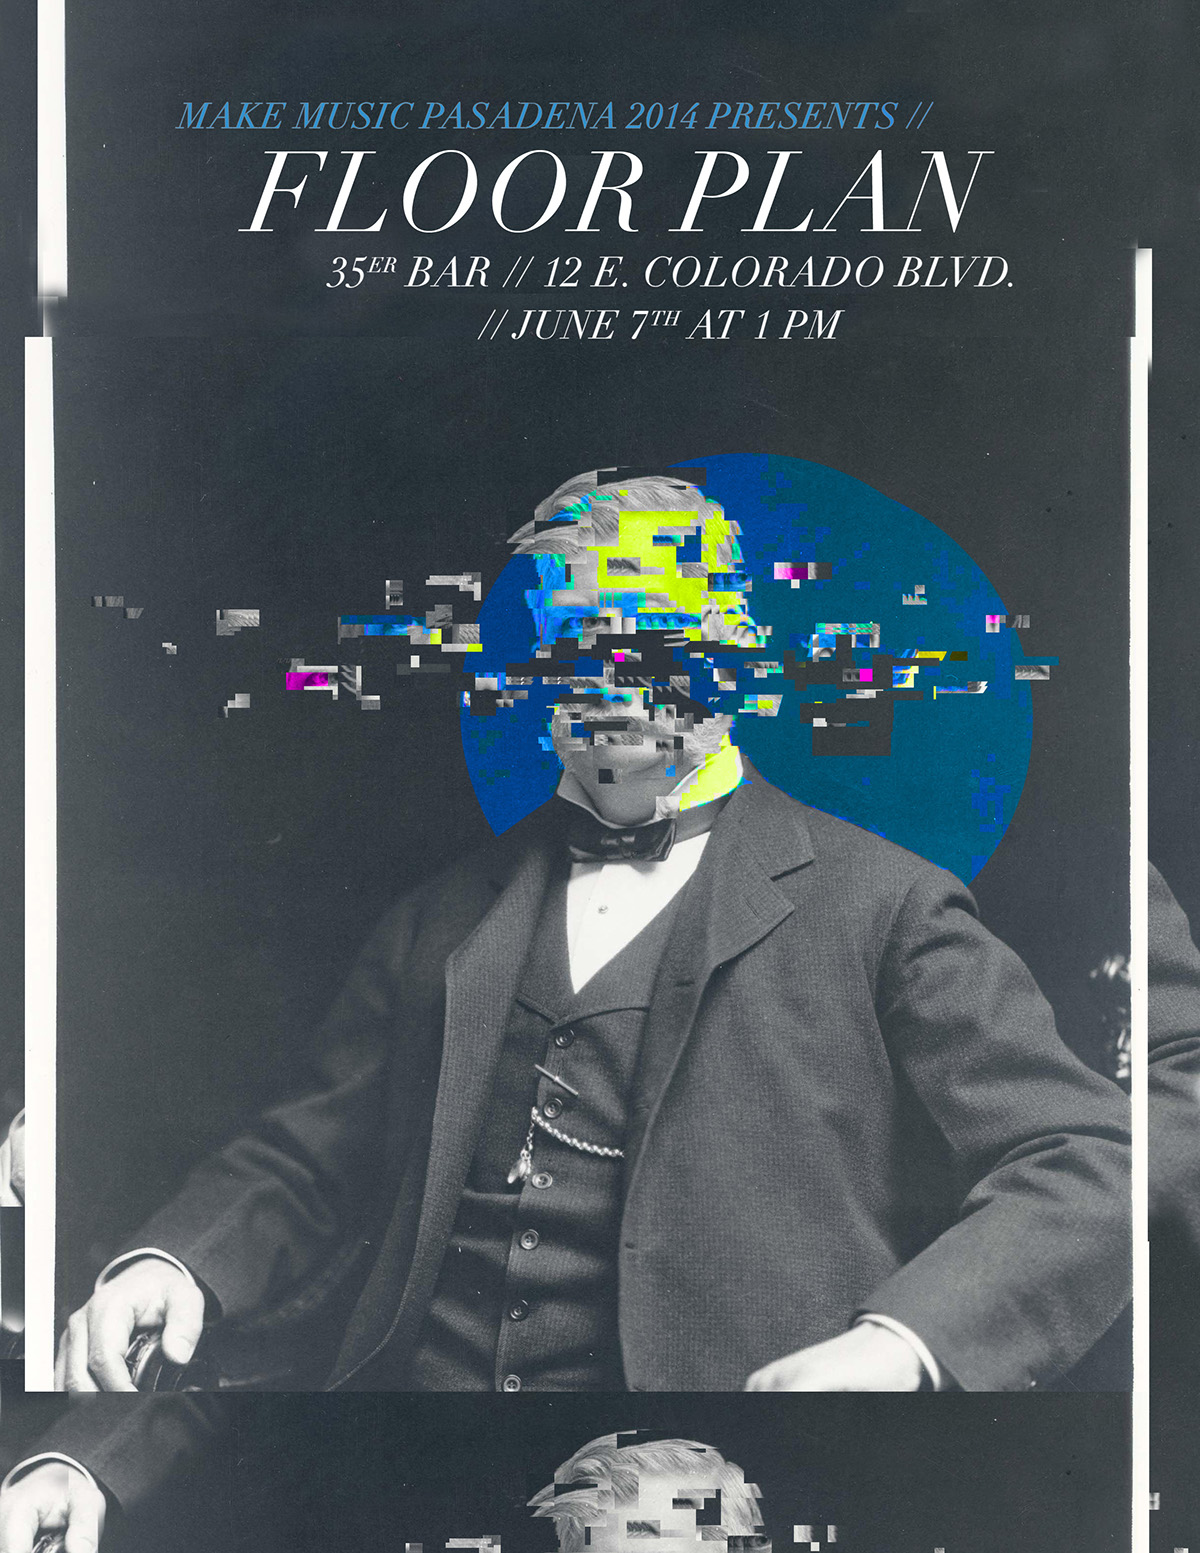 MAKE MUSIC PASADENA 2014 PRESENTS //
FLOOR PLAN
35ER BAR // 12 E. COLORADO BLVD.
// JUNE 7TH AT 1 PM